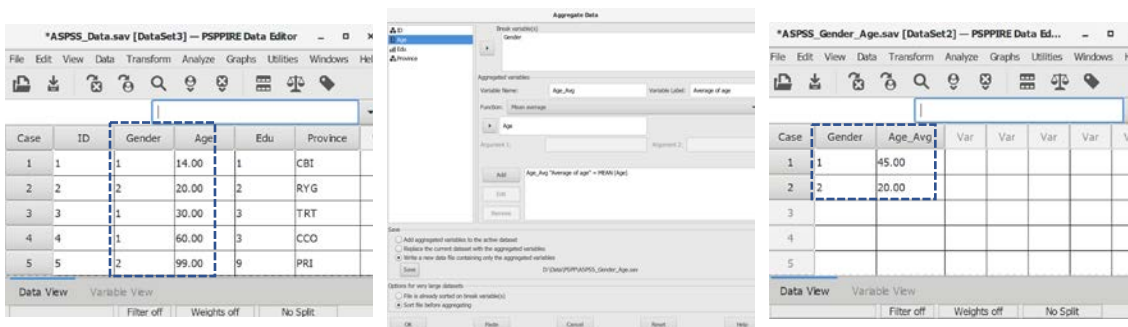 *ASPSS_Data.sav [DataSet3] — PSPPIRE Data Editor
File Edit View Data Transform Analyze Graphs Utilities Windows Hel
Case ID Gender Age Edu Province
1 1 1 14.00 1 CBI
2 2 2 20.00 2 RYG
3 3 1 30.00 3 TRT
4 4 1 60.00 3 CCO
5 5 2 99.00 9 PRI
Data View Variable View
Filter off Weights off No Split
Aggregate Data
ID
Age
Edu
Province
Break variable(s)
Gender
Aggregated variables
Variable Name: Age_Avg Variable Label: Average of age
Function: Mean average
Age
Argument 1: Argument 2:
Add
Age_Avg "Average of age" = MEAN (Age)
Edit
Remove
Save
Add aggregated variables to the active dataset
Replace the current dataset with the aggregated variables
Write a new data file containing only the aggregated variables
Save D:\Data\PSPP\ASPSS_Gender_Age.sav
Options for very large datasets
File is already sorted on break variable(s)
Sort file before aggregating
OK Paste Cancel Reset Help
*ASPSS_Gender_Age.sav [DataSet2] — PSPPIRE Data Ed...
File Edit View Data Transform Analyze Graphs Utilities Windows
Case Gender Age_Avg Var Var Var Var
1 1 45.00
2 2 20.00
3
4
5
Data View Variable View
Filter off Weights off No Split